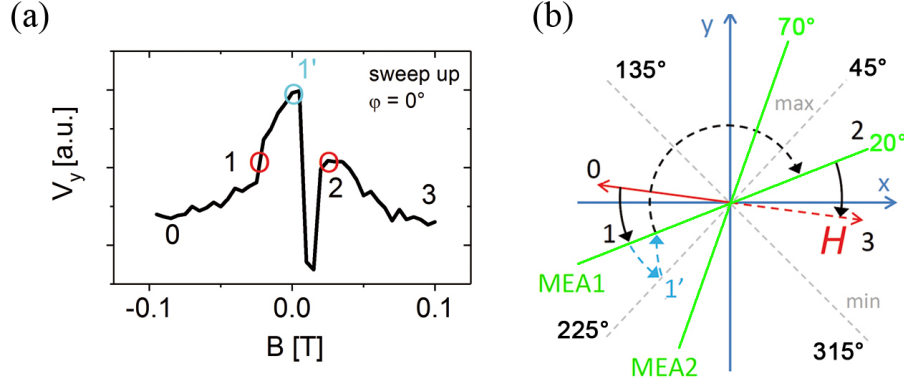 (a)
sweep up
φ = 0°
1'
1
2
0
3
Vy [a.u.]
-0.1
0.0
0.1
B [T]
(b)
y
70°
135°
45°
max
2
20°
0
x
1
H
3
MEA1
1'
min
225°
315°
MEA2